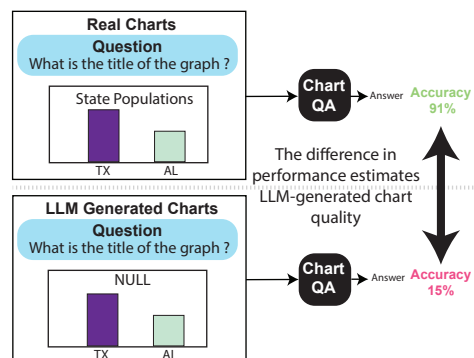 Real Charts
Question
What is the title of the graph ?
State Populations
TX
AL
Chart
QA
Answer
Accuracy
91%
The difference in
performance estimates
LLM-generated chart
quality
LLM Generated Charts
Question
What is the title of the graph ?
NULL
TX
AL
Chart
QA
Answer
Accuracy
15%